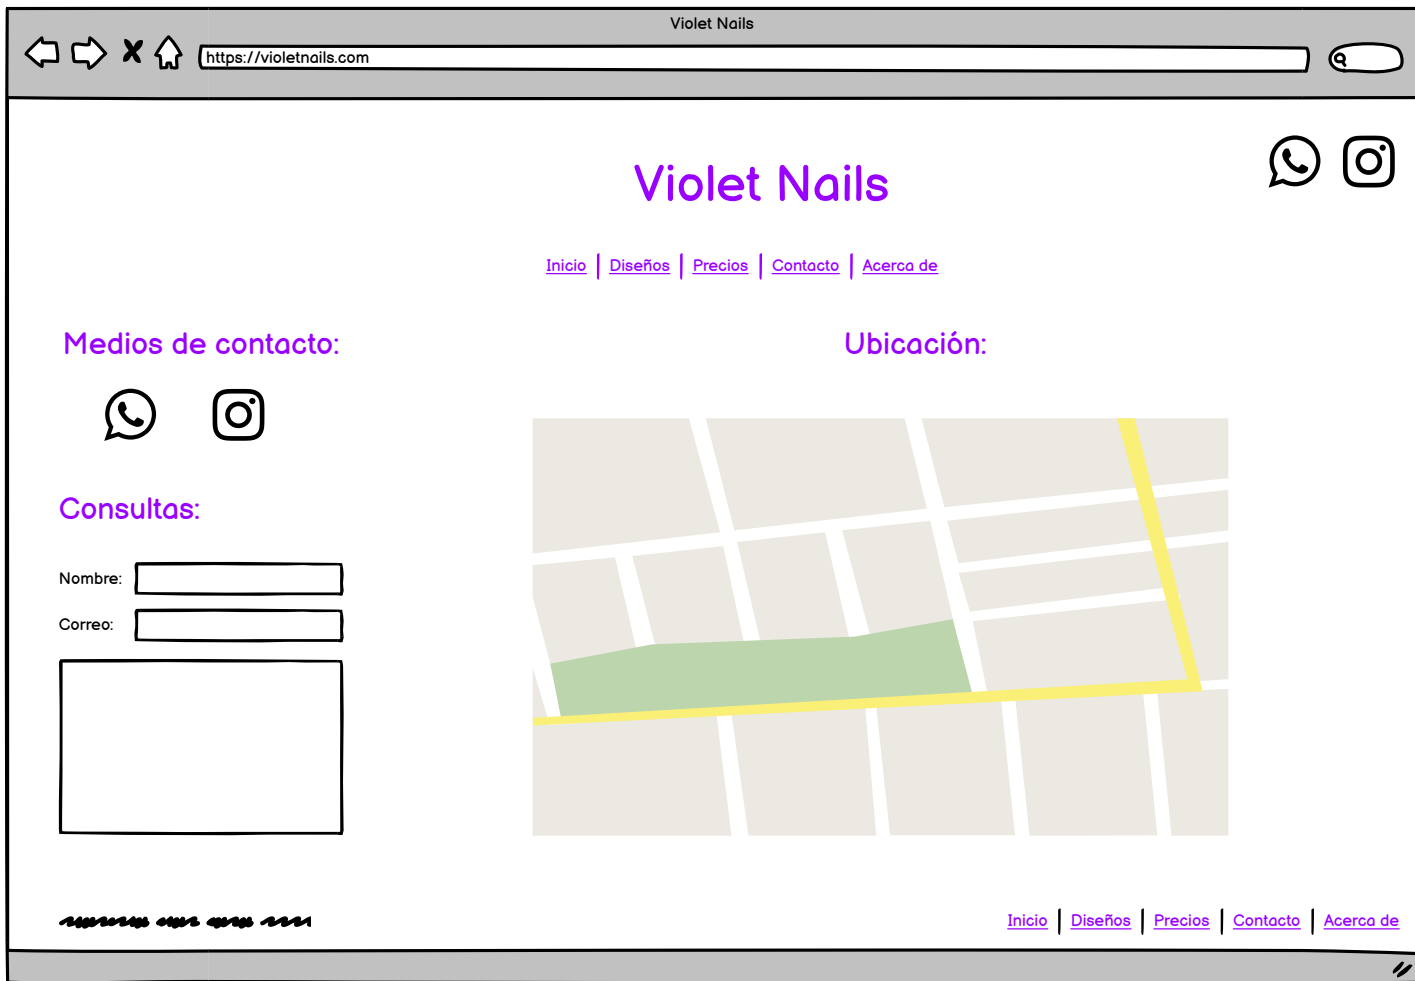 Violet Nails
https://violetnails.com
Violet Nails
Inicio Diseños Precios Contacto Acerca de
Medios de contacto:
Ubicación:
Consultas:
Nombre:
Correo:
Inicio Diseños Precios Contacto Acerca de